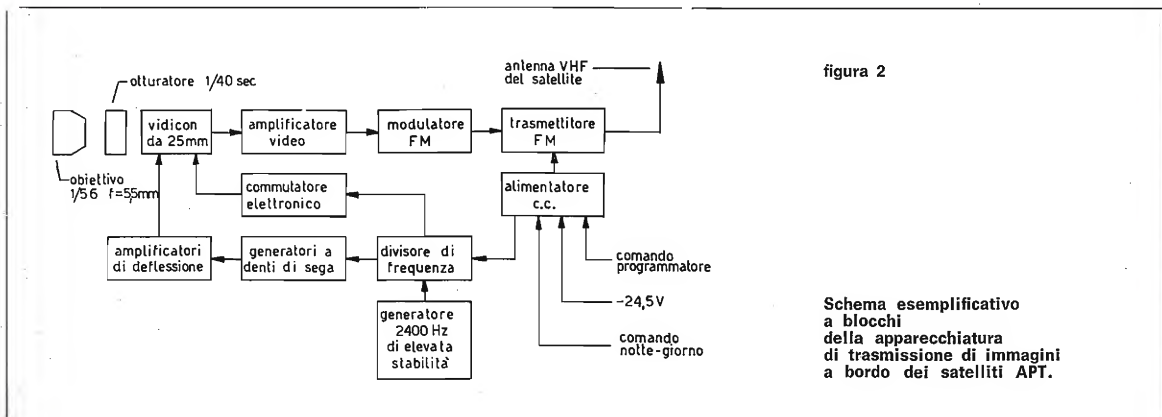 antenna VHF
del satellite
figura 2
otturatore 1/40 sec
vidicon
da 25mm
amplificatore
video
modulatore
FM
trasmettitore
FM
obiettivo
1/56 f=5,5mm
commutatore
elettronico
alimentatore
c.c.
amplificatori
di deflessione
generatori a
denti di sega
divisore di
frequenza
comando
programmatore
-24,5V
generatore
2400 Hz
di elevata
stabilità
comando
notte-giorno
Schema esemplificativo
a blocchi
della apparecchiatura
di trasmissione di immagini
a bordo dei satelliti APT.